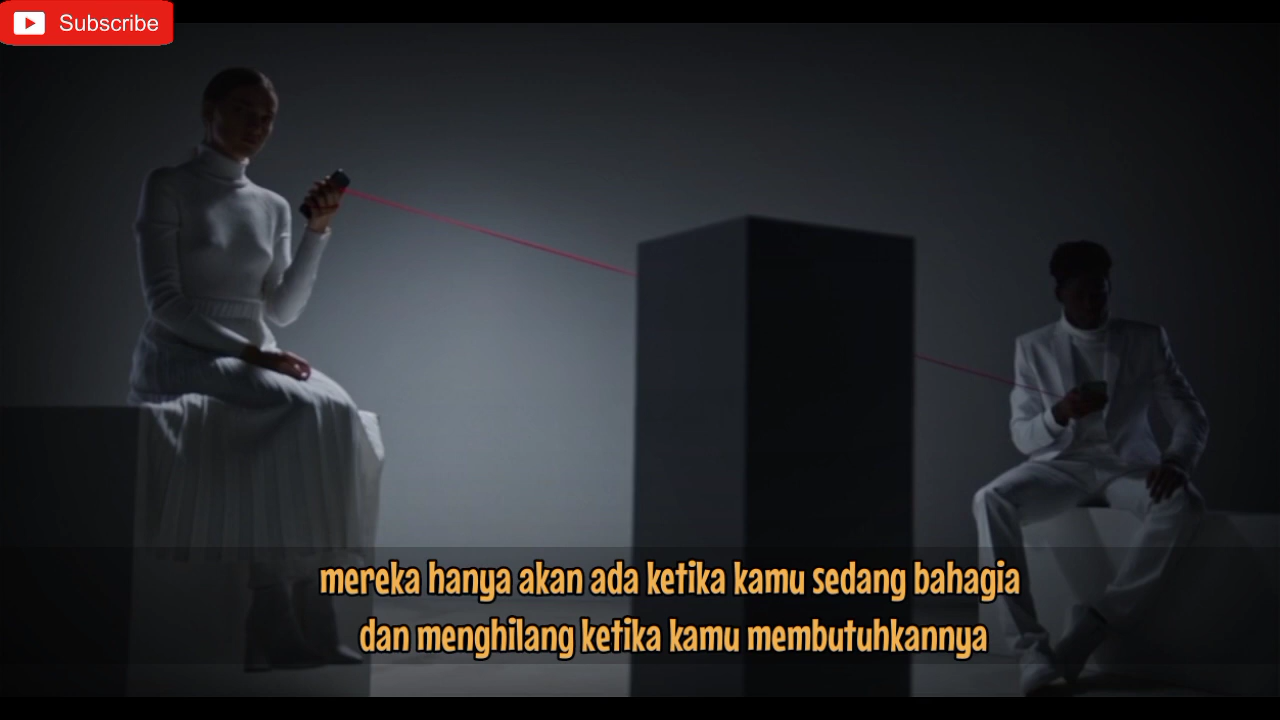 Subscribe
mereka hanya akan ada ketika kamu sedang bahagia
dan menghilang ketika kamu membutuhkannya